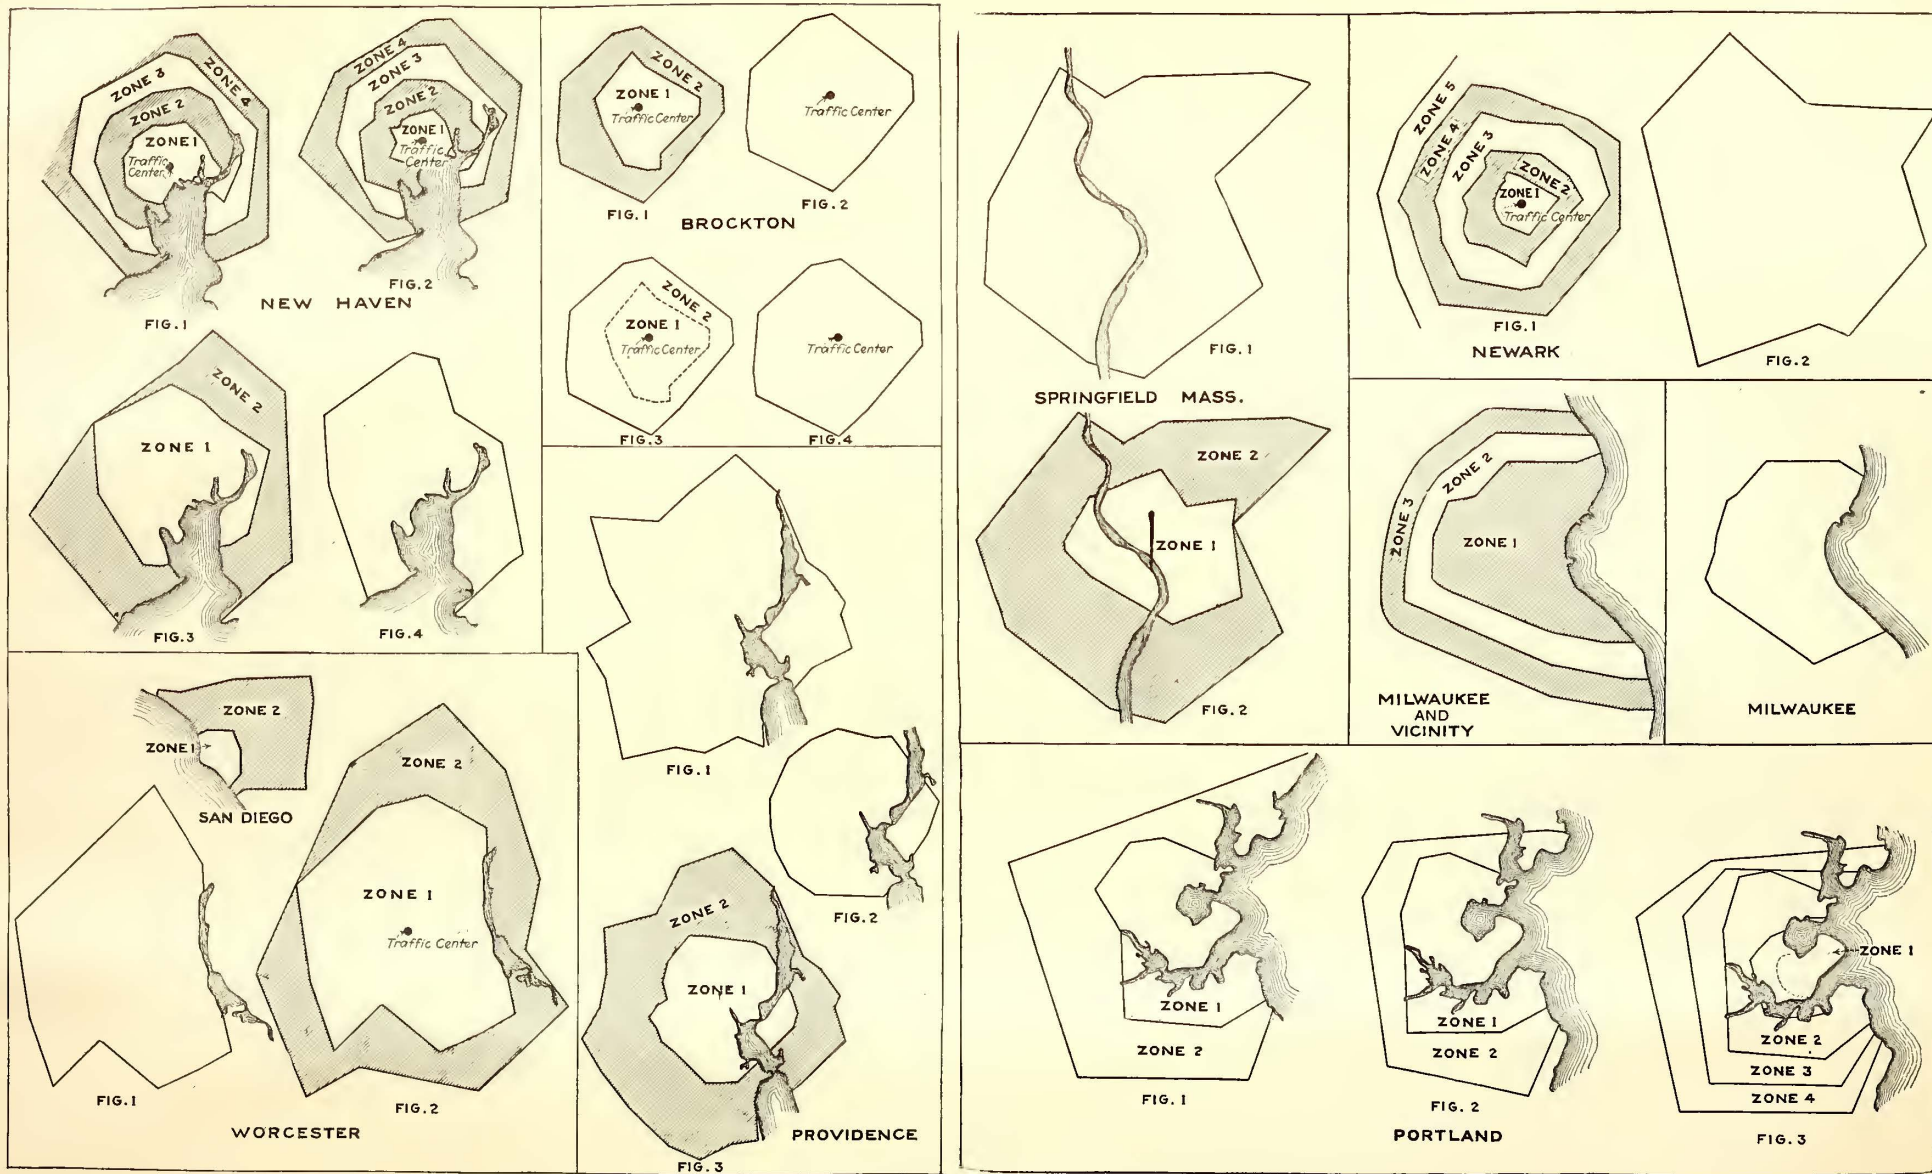 ZONE 4
ZONE 3
ZONE 4
ZONE 2
ZONE 1
Traffic
Center
FIG. 1
ZONE 4
ZONE 3
ZONE 2
ZONE 1
Traffic
Center
FIG. 2
NEW HAVEN
ZONE 2
ZONE 1
FIG. 3
FIG. 4
ZONE 2
ZONE 1
Traffic Center
FIG. 1
Traffic Center
FIG. 2
BROCKTON
ZONE 2
ZONE 1
Traffic Center
FIG. 3
Traffic Center
FIG. 4
ZONE 2
ZONE 1
SAN DIEGO
FIG. 1
ZONE 2
ZONE 1
Traffic Center
FIG. 2
WORCESTER
FIG. 1
FIG. 2
ZONE 2
ZONE 1
FIG. 3
PROVIDENCE
FIG. 1
SPRINGFIELD MASS.
ZONE 2
ZONE 1
FIG. 2
ZONE 5
ZONE 4
ZONE 3
ZONE 2
ZONE 1
Traffic Center
FIG. 1
NEWARK
FIG. 2
ZONE 3
ZONE 2
ZONE 1
MILWAUKEE
AND
VICINITY
MILWAUKEE
ZONE 1
ZONE 2
FIG. 1
ZONE 1
ZONE 2
FIG. 2
PORTLAND
ZONE 1
ZONE 2
ZONE 3
ZONE 4
FIG. 3